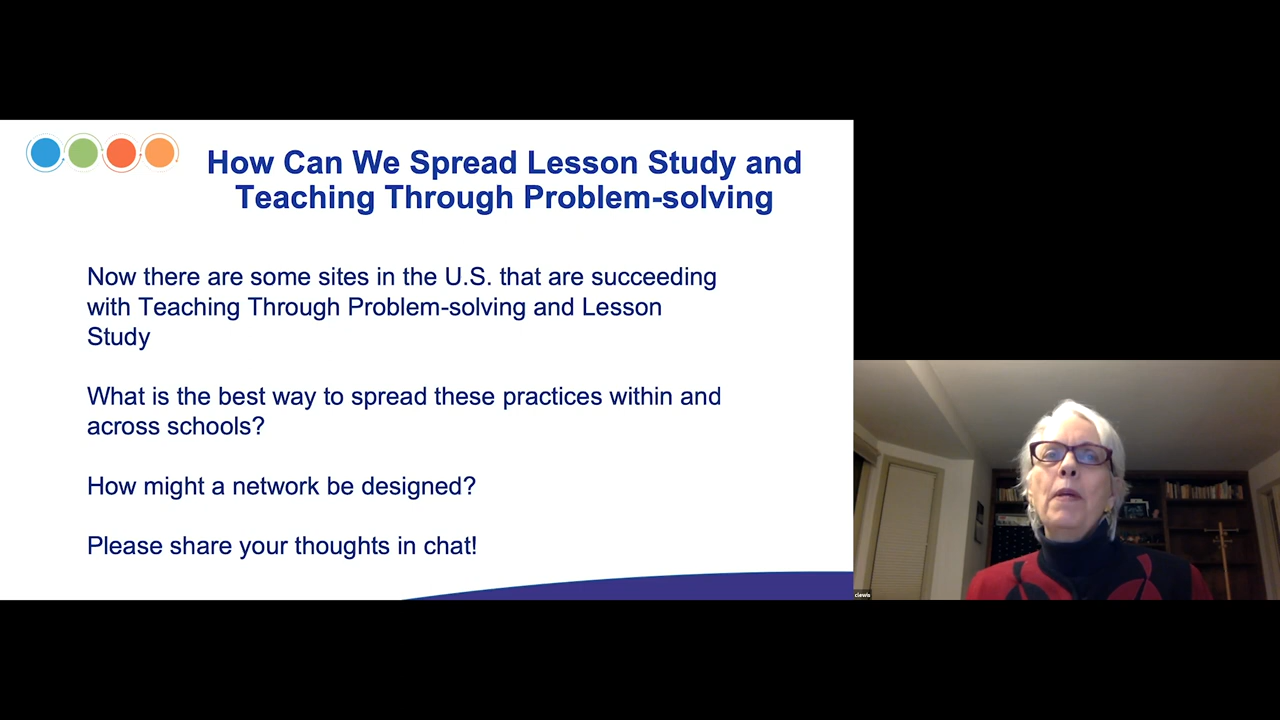 How Can We Spread Lesson Study and
Teaching Through Problem-solving
Now there are some sites in the U.S. that are succeeding
with Teaching Through Problem-solving and Lesson
Study
What is the best way to spread these practices within and
across schools?
How might a network be designed?
Please share your thoughts in chat!
clewis